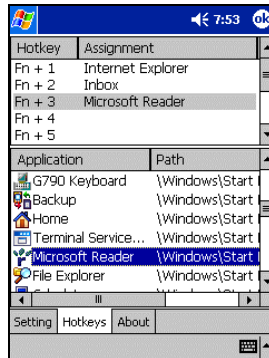 7:53 ok
Hotkey Assignment
Fn + 1 Internet Explorer
Fn + 2 Inbox
Fn + 3 Microsoft Reader
Fn + 4
Fn + 5
Application Path
G790 Keyboard \Windows\Start
Backup \Windows\Start
Home \Windows\Start
Terminal Service... \Windows\Start
Microsoft Reader \Windows\Start
File Explorer \Windows\Start
Setting Hotkeys About